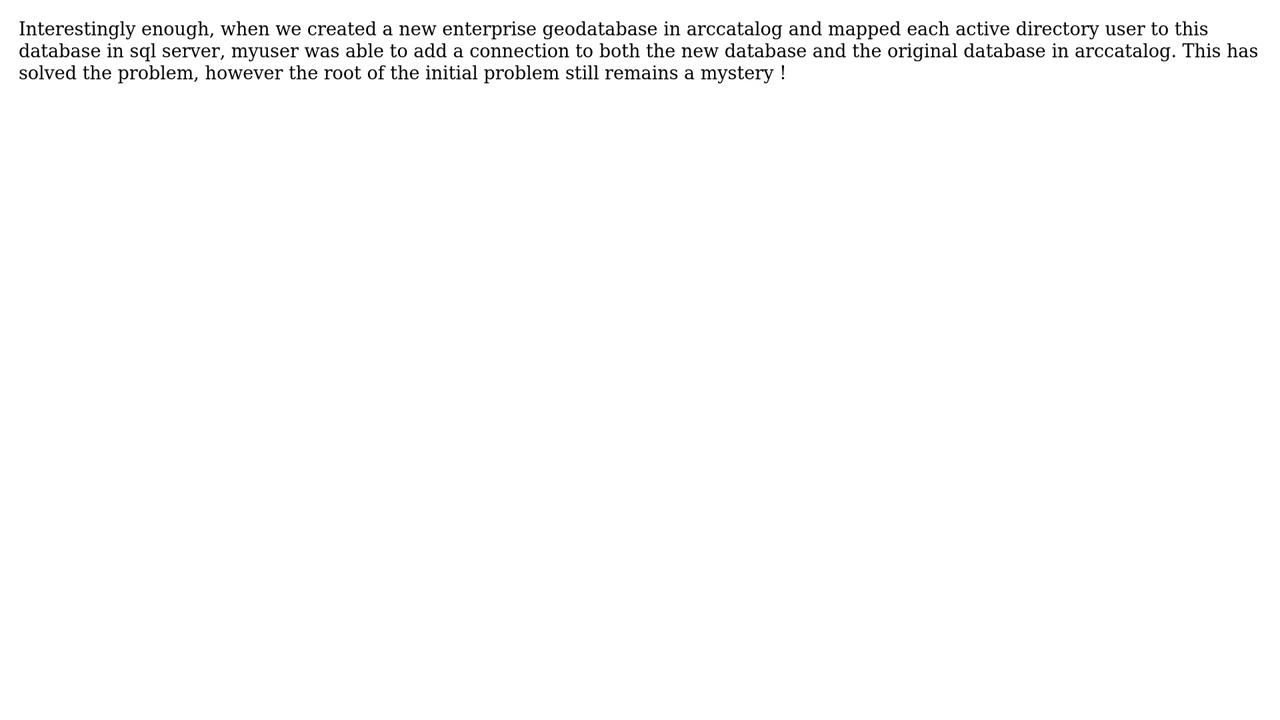 Interestingly enough, when we created a new enterprise geodatabase in arccatalog and mapped each active directory user to this
database in sql server, myuser was able to add a connection to both the new database and the original database in arccatalog. This has
solved the problem, however the root of the initial problem still remains a mystery !